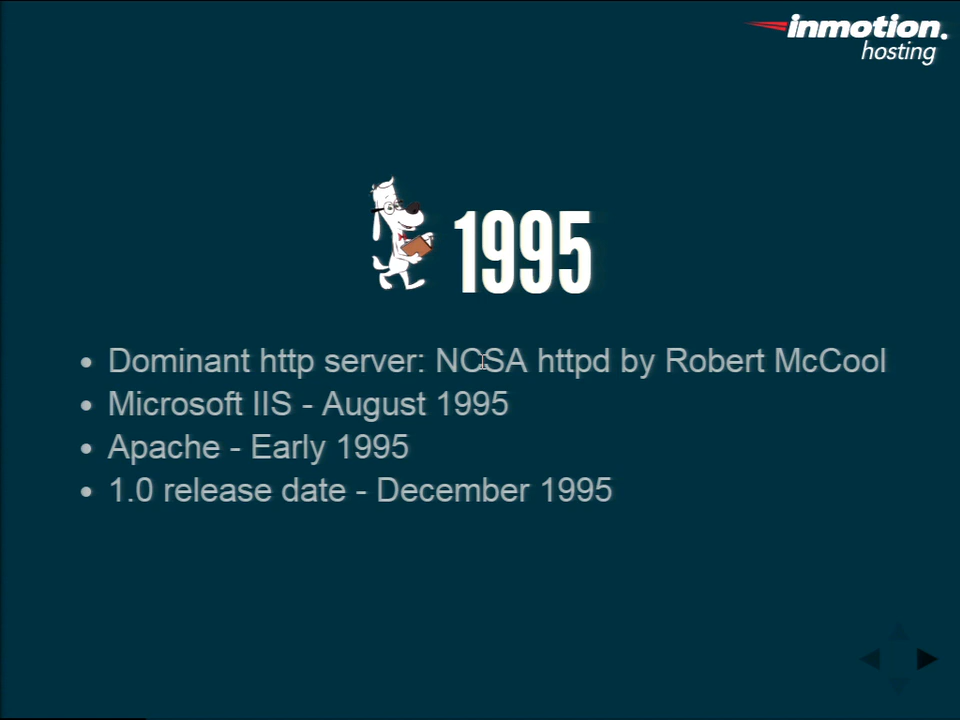 inmotion.
hosting
1995
Dominant http server: NCSA httpd by Robert McCool
Microsoft IIS - August 1995
Apache - Early 1995
1.0 release date - December 1995